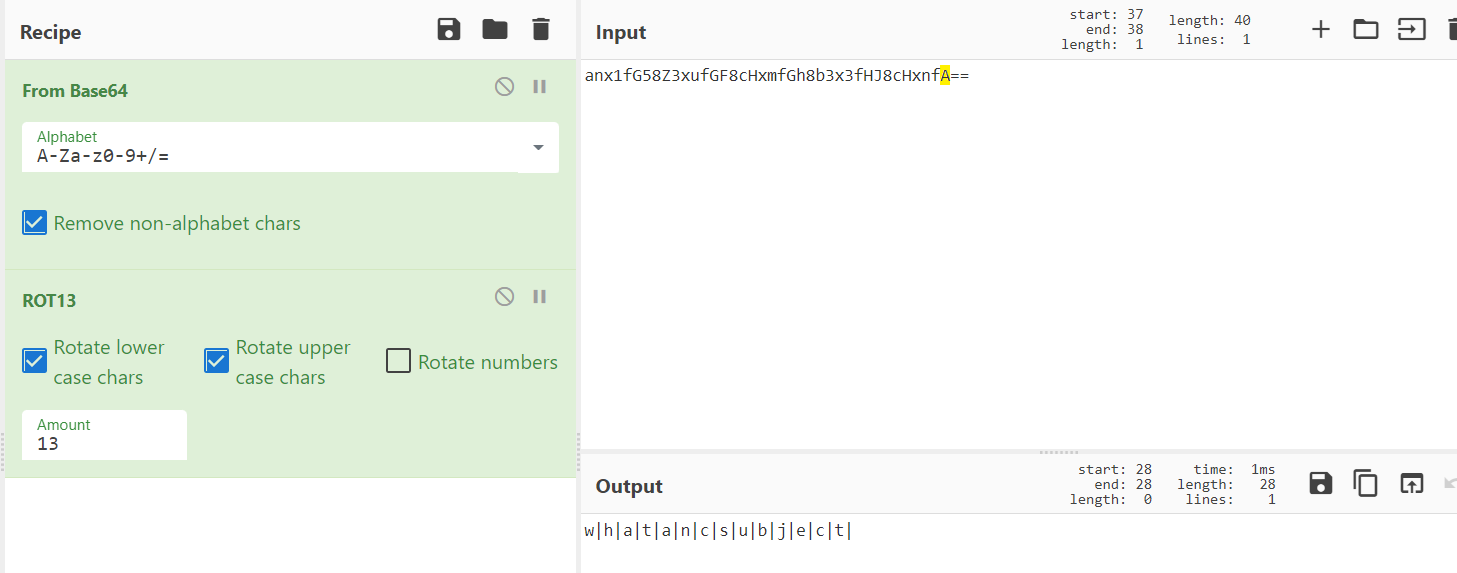 Recipe
From Base64
Alphabet
A-Za-z0-9+/=
Remove non-alphabet chars
ROT13
Rotate lower case chars
Rotate upper case chars
Rotate numbers
Amount
13
Input
start: 37
end: 38
length: 1
length: 40
lines: 1
anx1fG58Z3xufGF8cHxmfGh8b3x3fHJ8cHxnfA==
Output
start: 28
end: 28
length: 0
time: 1ms
length: 28
lines: 1
w|h|a|t|a|n|c|s|u|b|j|e|c|t|